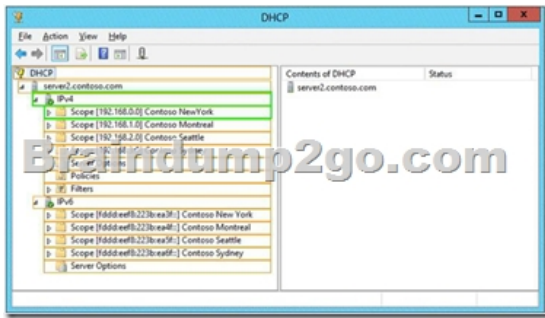 DHCP
File Action View Help
DHCP
server2.contoso.com
IPv4
Scope [192.168.0.0] Contoso NewYork
Scope [192.168.1.0] Contoso Montreal
Scope [192.168.2.0] Contoso Seattle
Server Options
Policies
Filters
IPv6
Scope [fddd:eef8:223b:ea3f::] Contoso New York
Scope [fddd:eef8:223b:ea4f::] Contoso Montreal
Scope [fddd:eef8:223b:ea5f::] Contoso Seattle
Scope [fddd:eef8:223b:ea6f::] Contoso Sydney
Server Options
Contents of DHCP Status
server2.contoso.com
Braindump2go.com